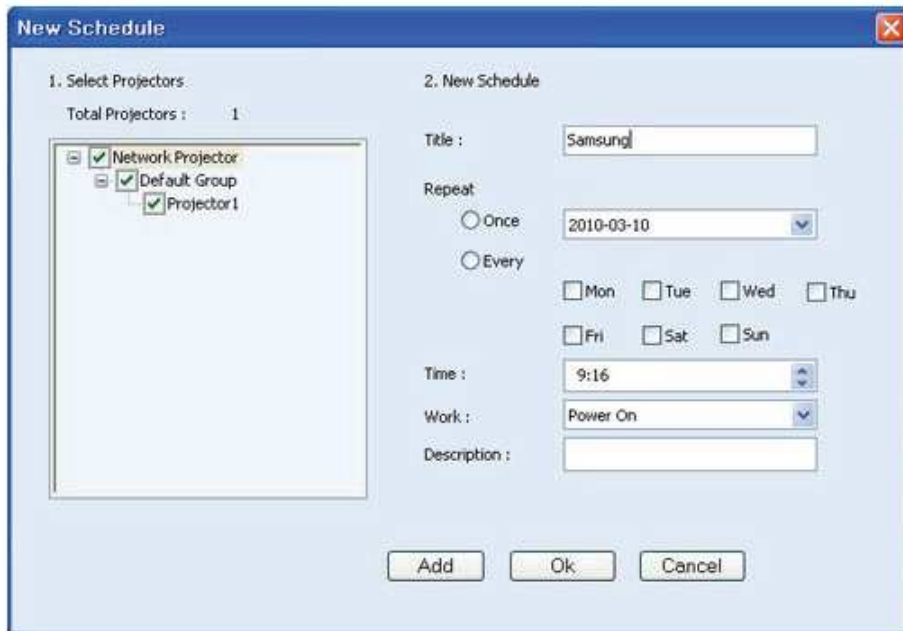 New Schedule
1. Select Projectors
Total Projectors : 1
Network Projector
Default Group
Projector1
2. New Schedule
Title : Samsung
Repeat
Once 2010-03-10
Every
Mon Tue Wed Thu
Fri Sat Sun
Time : 9:16
Work : Power On
Description :
Add Ok Cancel